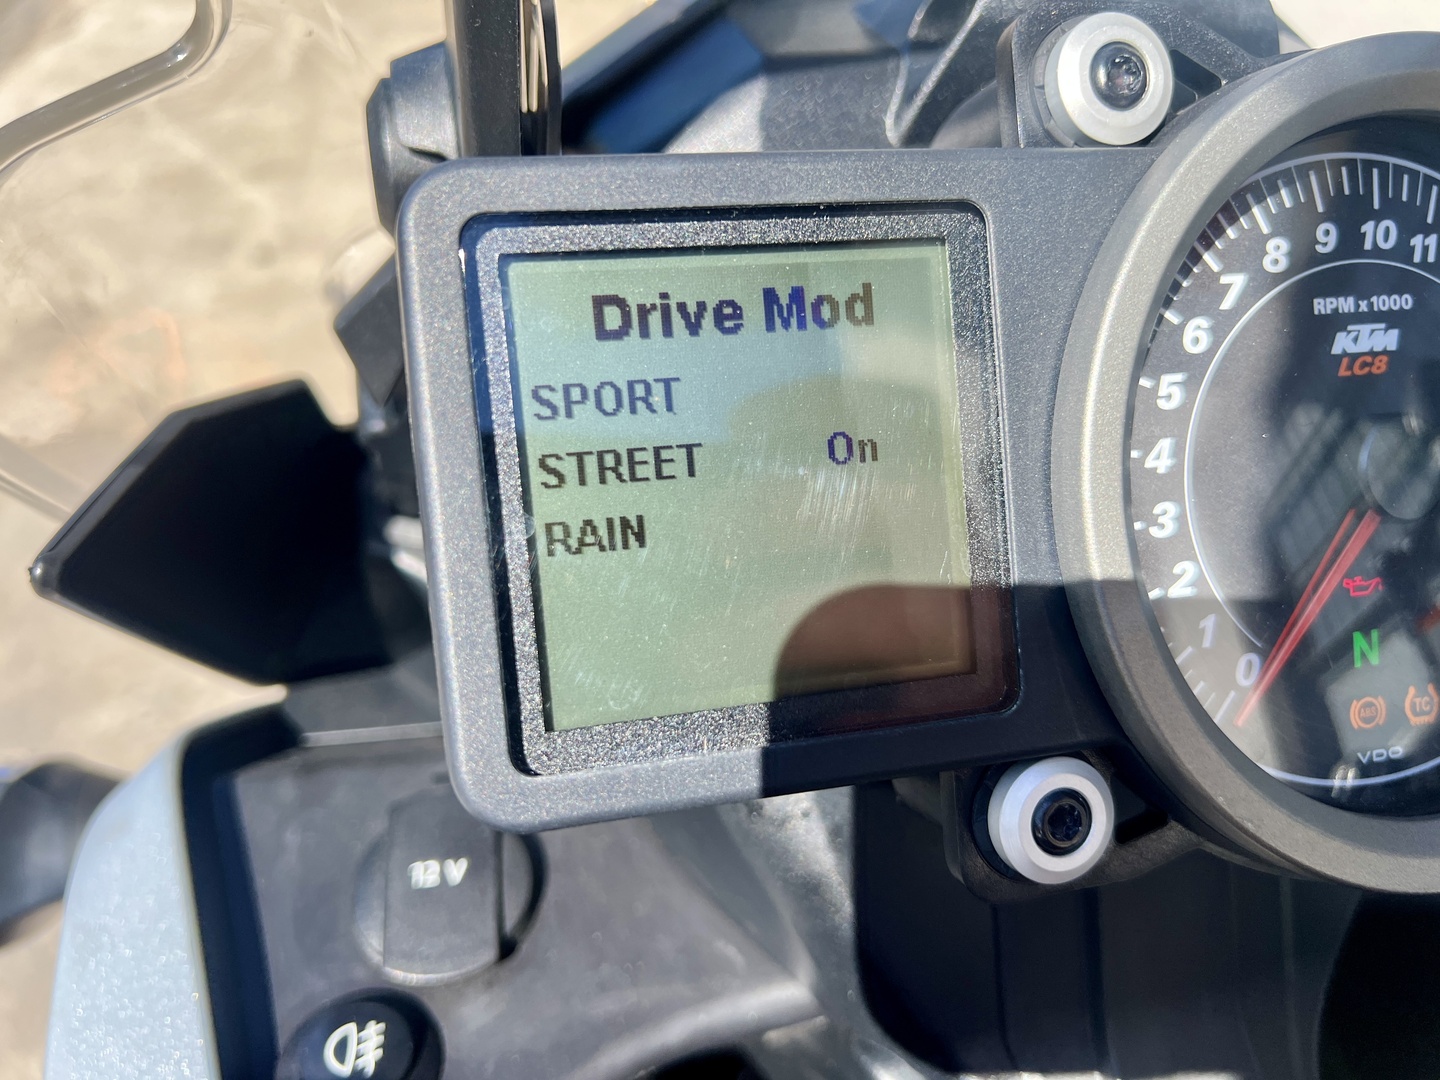 Drive Mod
SPORT
STREET On
RAIN
0
1
2
3
4
5
6
7
8
9
10
11
RPM x 1000
KTM
LC8
N
ABS
TC
VDO
12V